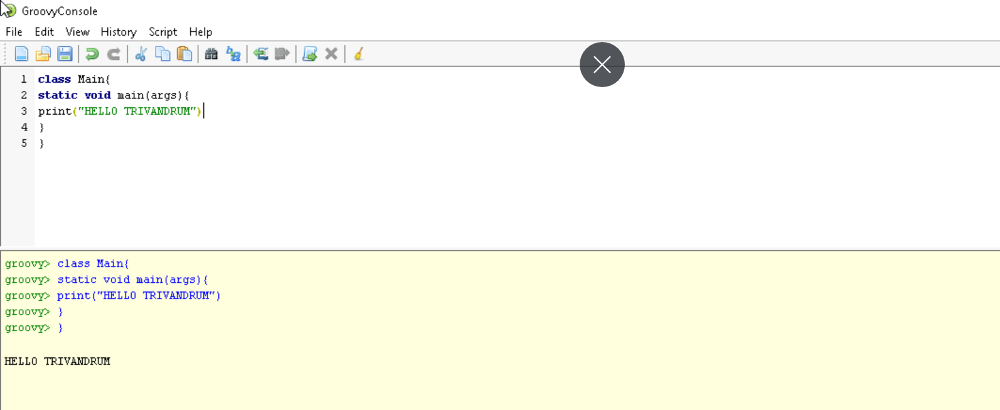 GroovyConsole
File Edit View History Script Help
1 class Main{
2 static void main(args){
3 print("HELLO TRIVANDRUM")
4 }
5 }
groovy> class Main{
groovy> static void main(args){
groovy> print("HELLO TRIVANDRUM")
groovy> }
groovy> }
HELLO TRIVANDRUM